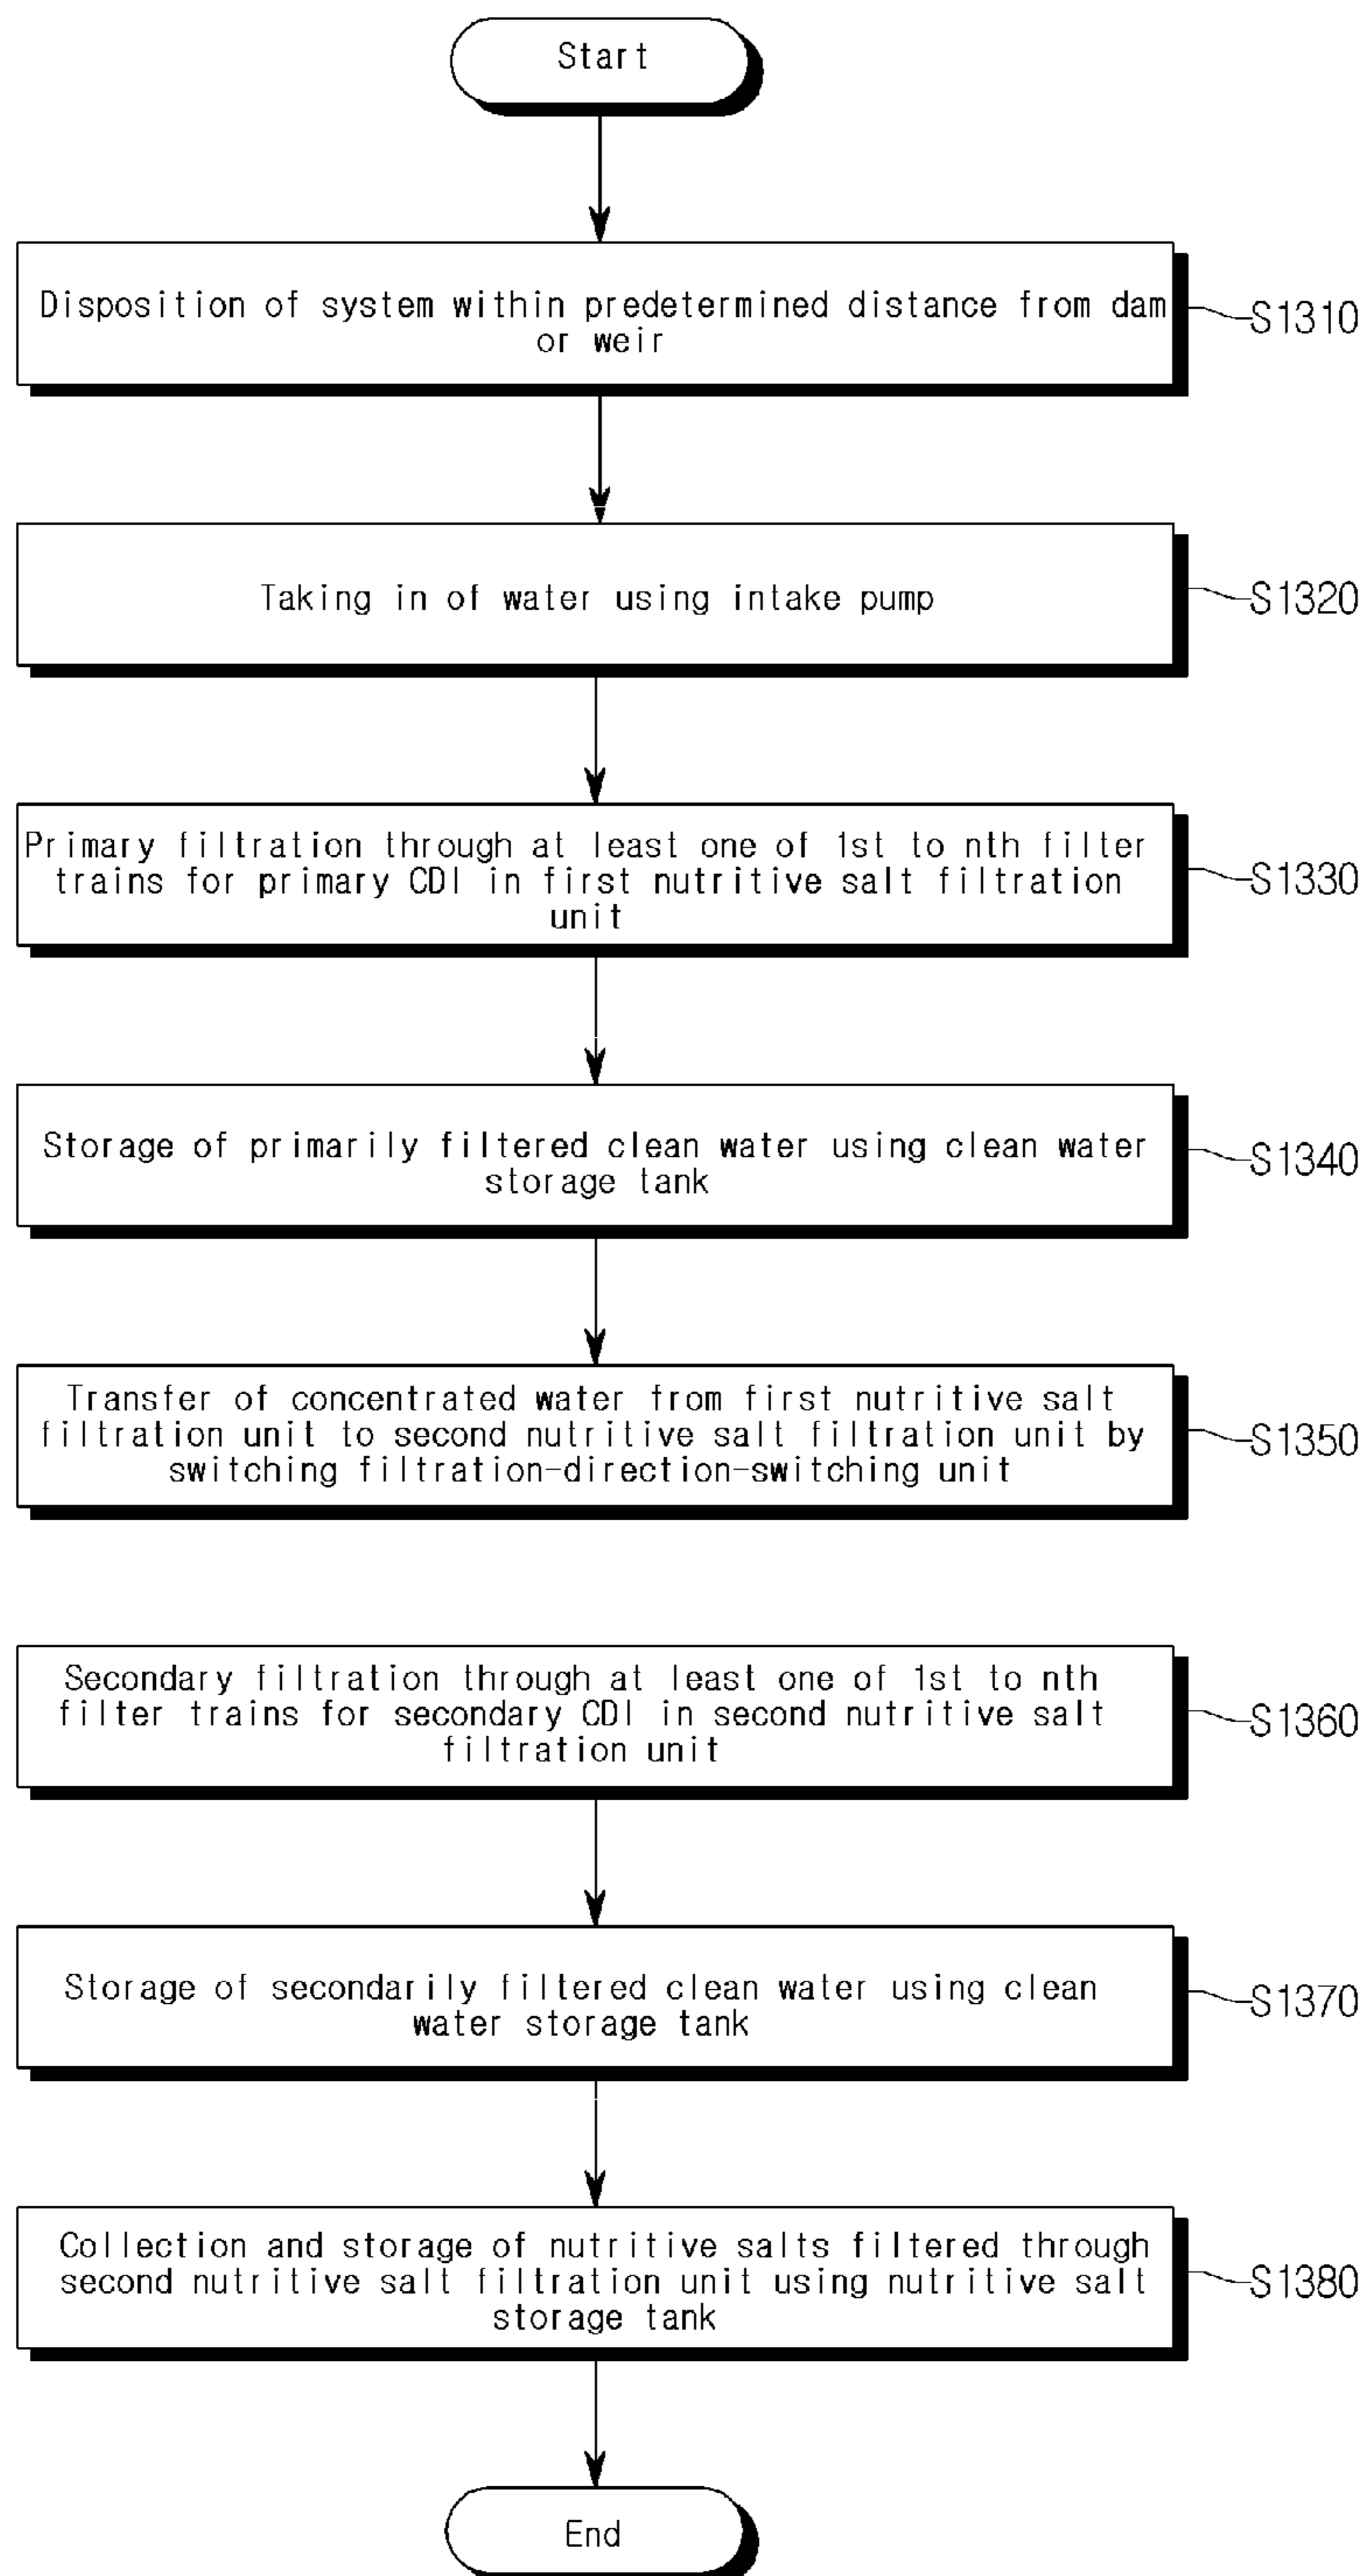 Start
Disposition of system within predetermined distance from dam
or weir
S1310
Taking in of water using intake pump
S1320
Primary filtration through at least one of 1st to nth filter
trains for primary CDI in first nutritive salt filtration
unit
S1330
Storage of primarily filtered clean water using clean water
storage tank
S1340
Transfer of concentrated water from first nutritive salt
filtration unit to second nutritive salt filtration unit by
switching filtration-direction-switching unit
S1350
Secondary filtration through at least one of 1st to nth
filter trains for secondary CDI in second nutritive salt
filtration unit
S1360
Storage of secondarily filtered clean water using clean
water storage tank
S1370
Collection and storage of nutritive salts filtered through
second nutritive salt filtration unit using nutritive salt
storage tank
S1380
End